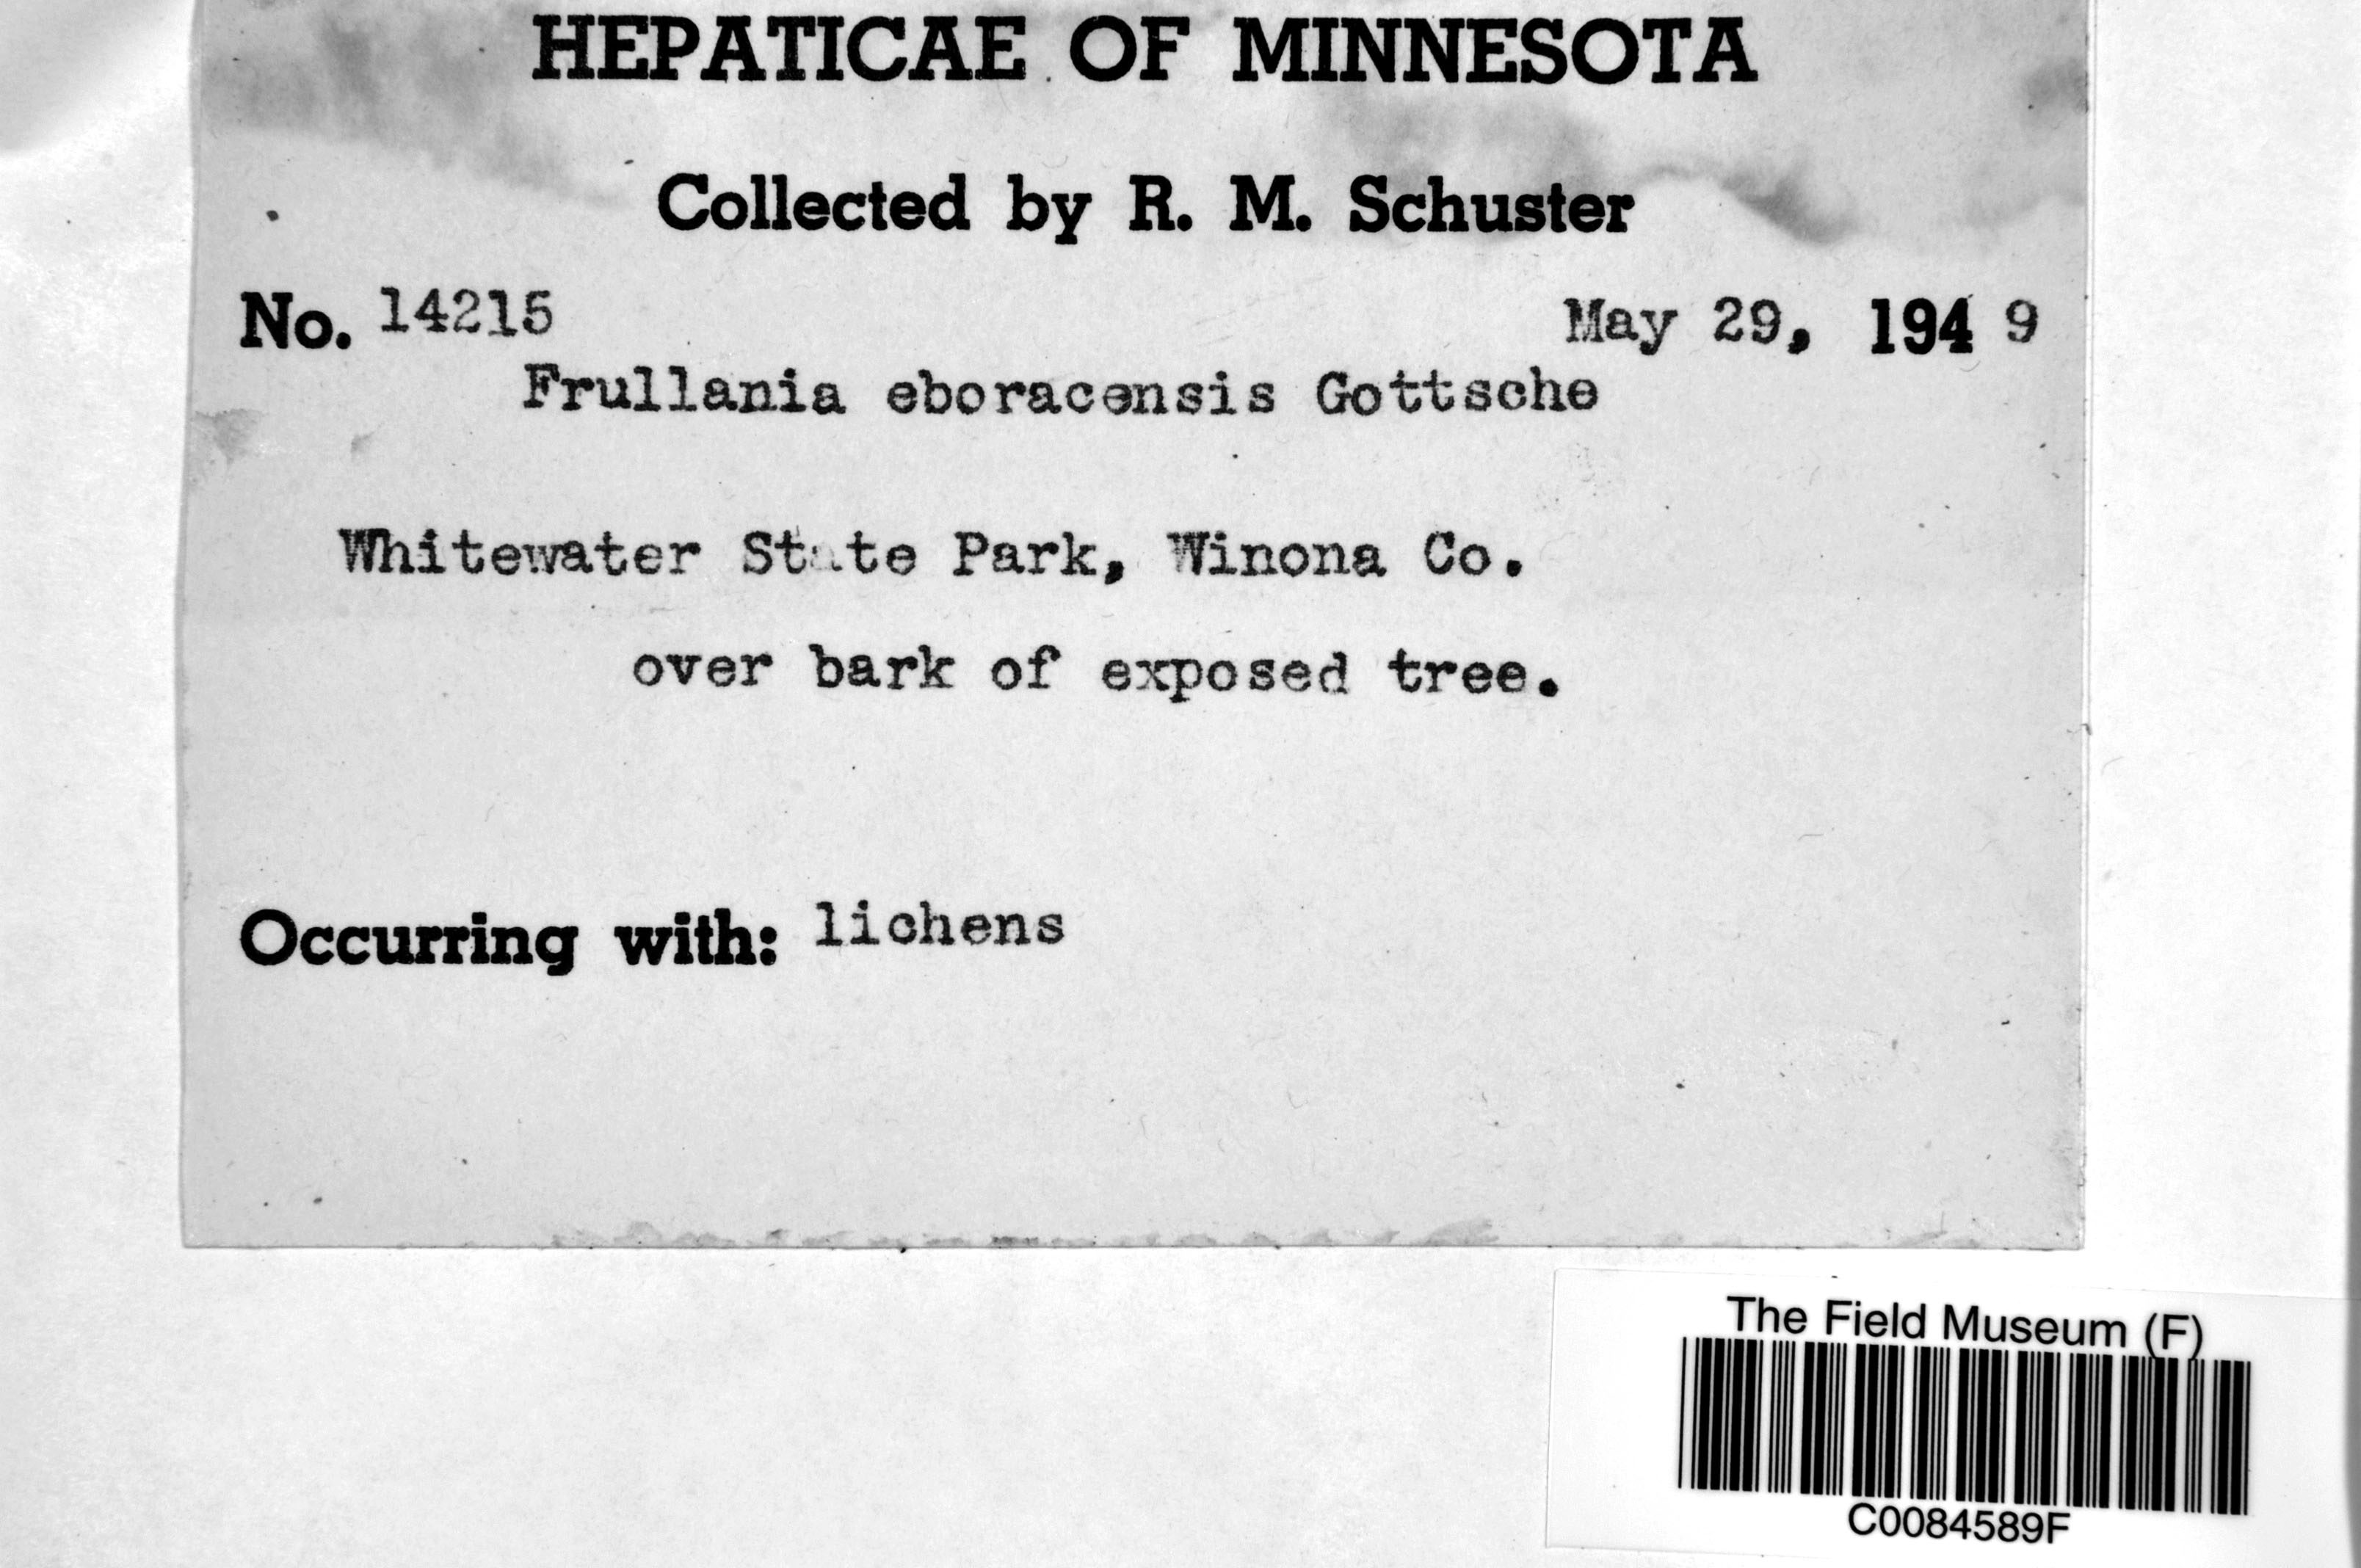 HEPATICAE OF MINNESOTA
Collected by R. M. Schuster
No. 14215 May 29, 1949
Frullania eboracensis Gottsche
Whitewater State Park, Winona Co.
over bark of exposed tree.
Occurring with: lichens
The Field Museum (F)
C0084589F